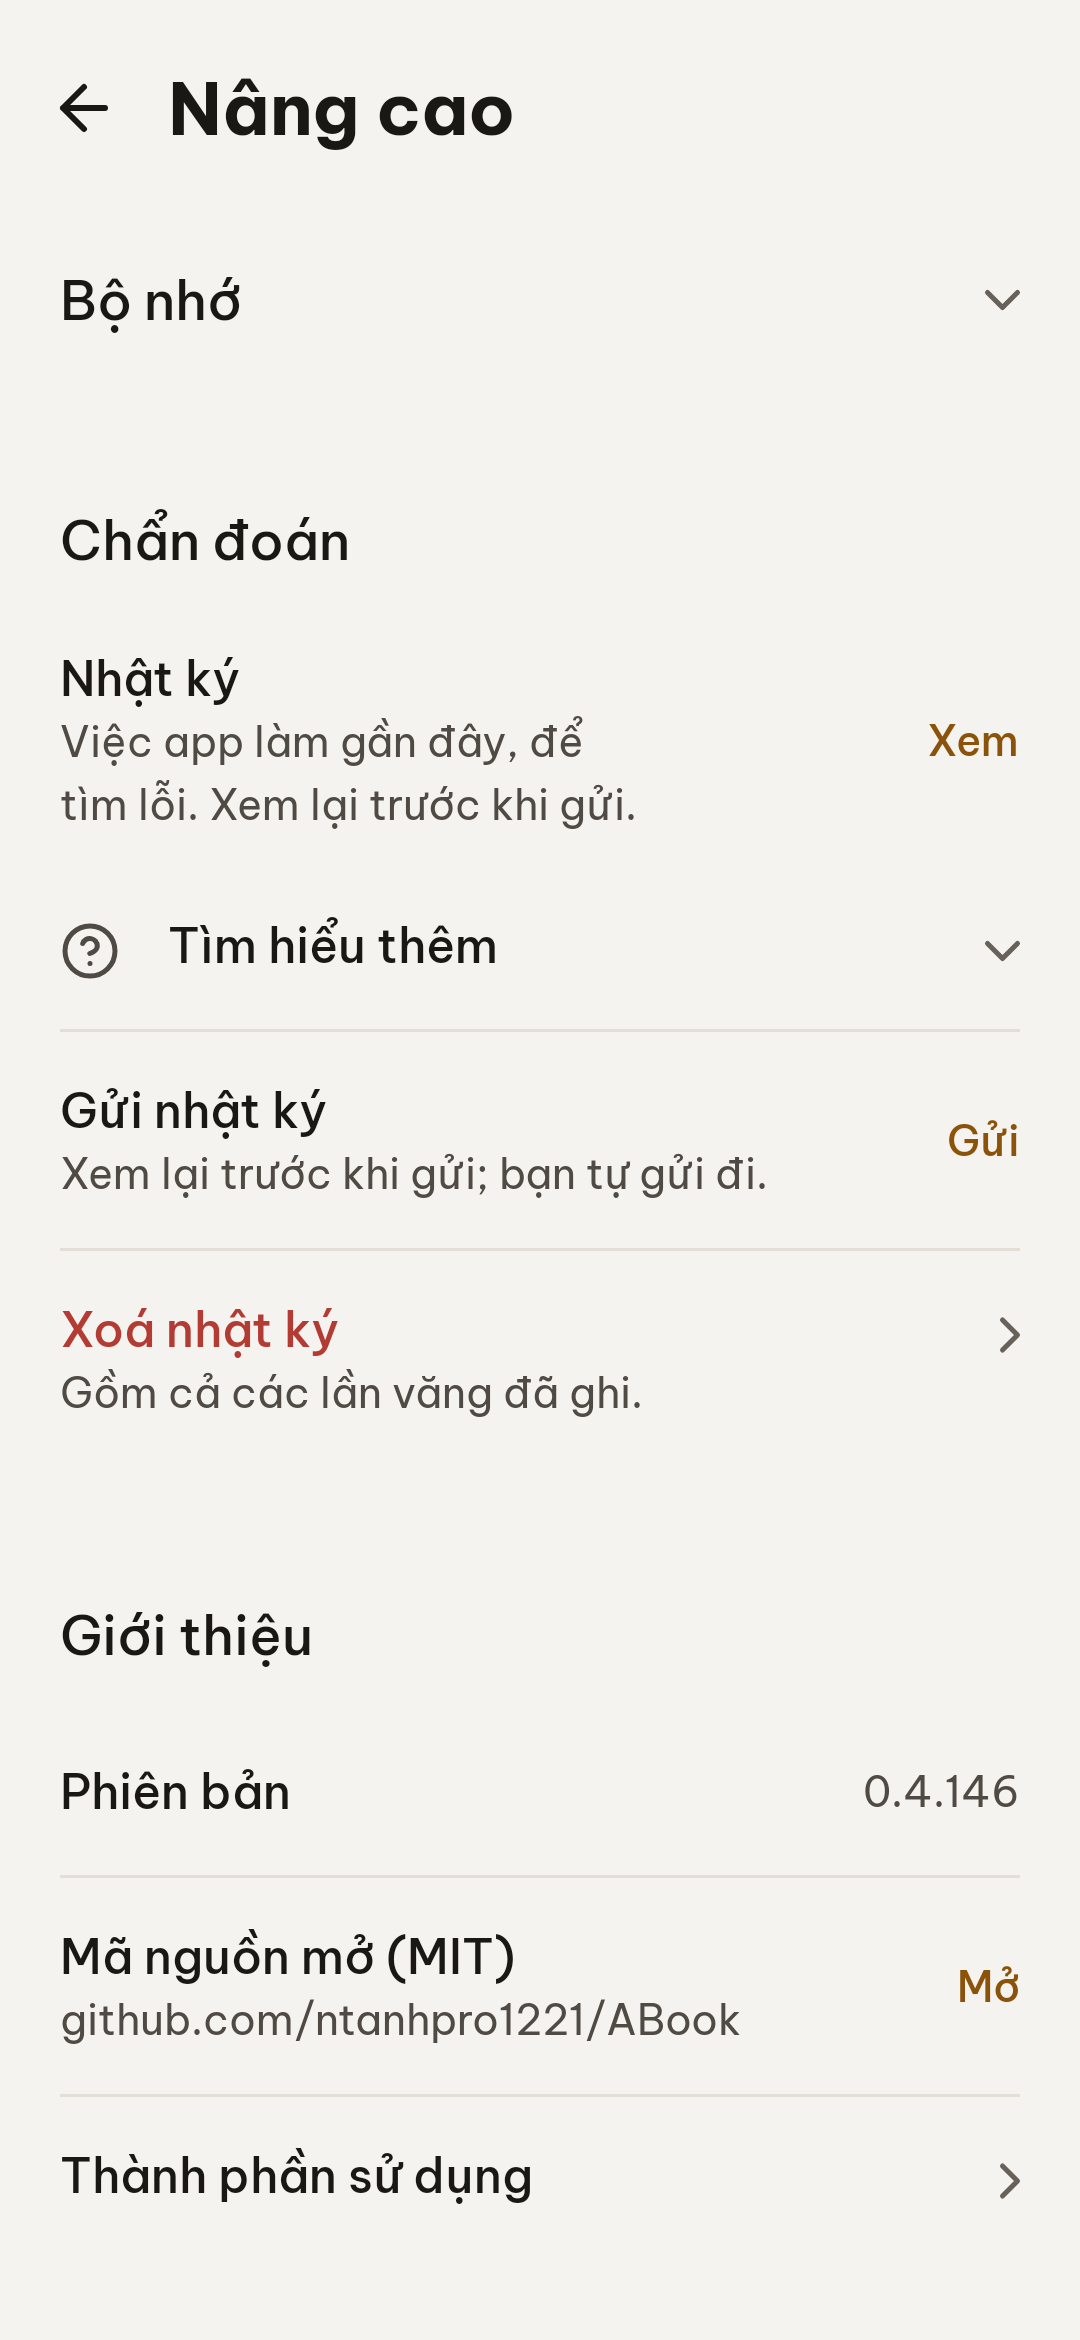 Nâng cao
Bộ nhớ
Chẩn đoán
Nhật ký
Việc app làm gần đây, để
tìm lỗi. Xem lại trước khi gửi.
Xem
Tìm hiểu thêm
Gửi nhật ký
Xem lại trước khi gửi; bạn tự gửi đi.
Gửi
Xoá nhật ký
Gồm cả các lần văng đã ghi.
Giới thiệu
Phiên bản
0.4.146
Mã nguồn mở (MIT)
github.com/ntanhpro1221/ABook
Mở
Thành phần sử dụng